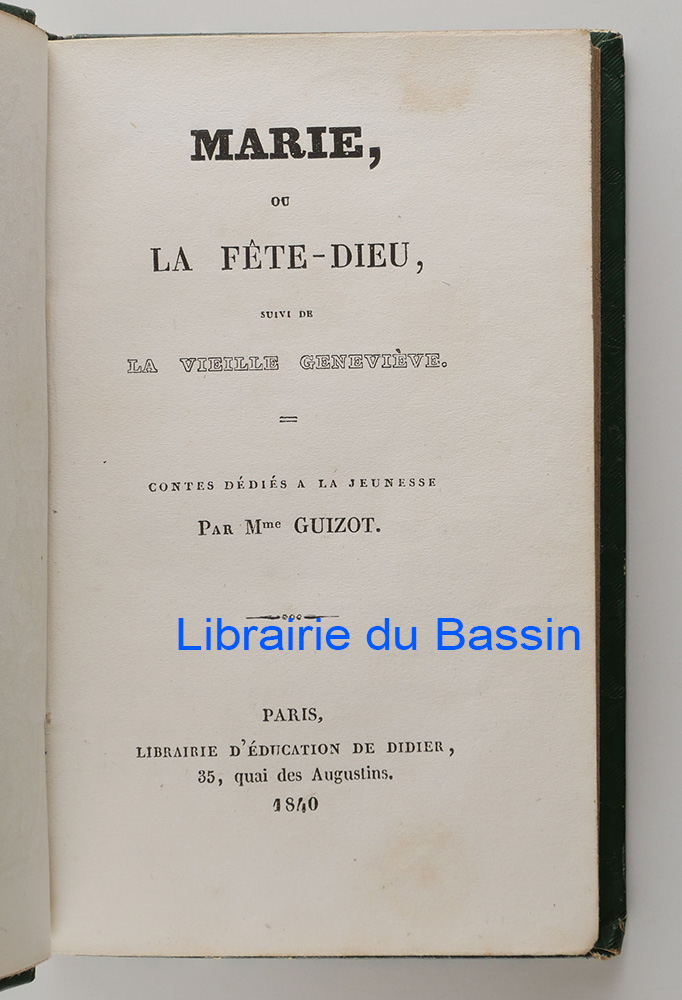 MARIE,
OU
LA FÊTE-DIEU,
SUIVI DE
LA VIEILLE GENEVIÈVE.
CONTES DÉDIÉS A LA JEUNESSE
PAR Mme GUIZOT.
Librairie du Bassin
PARIS,
LIBRAIRIE D'ÉDUCATION DE DIDIER,
35, quai des Augustins.
1840